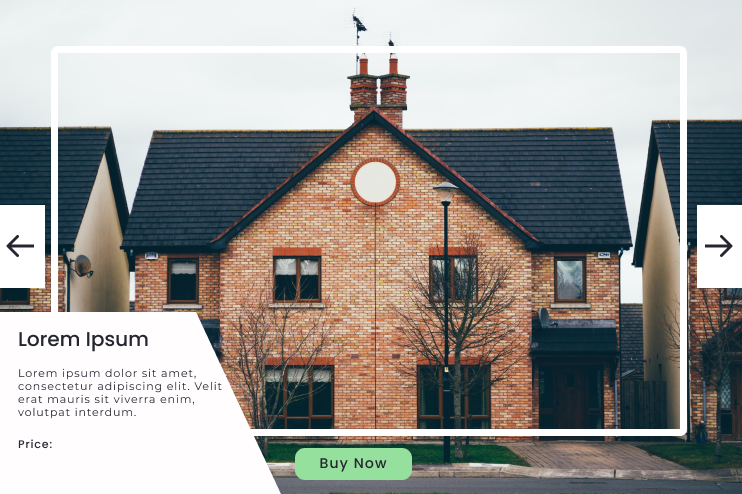 Lorem Ipsum
Lorem ipsum dolor sit amet,
consectetur adipiscing elit. Velit
erat mauris sit viverra enim,
volutpat interdum.
Price:
Buy Now